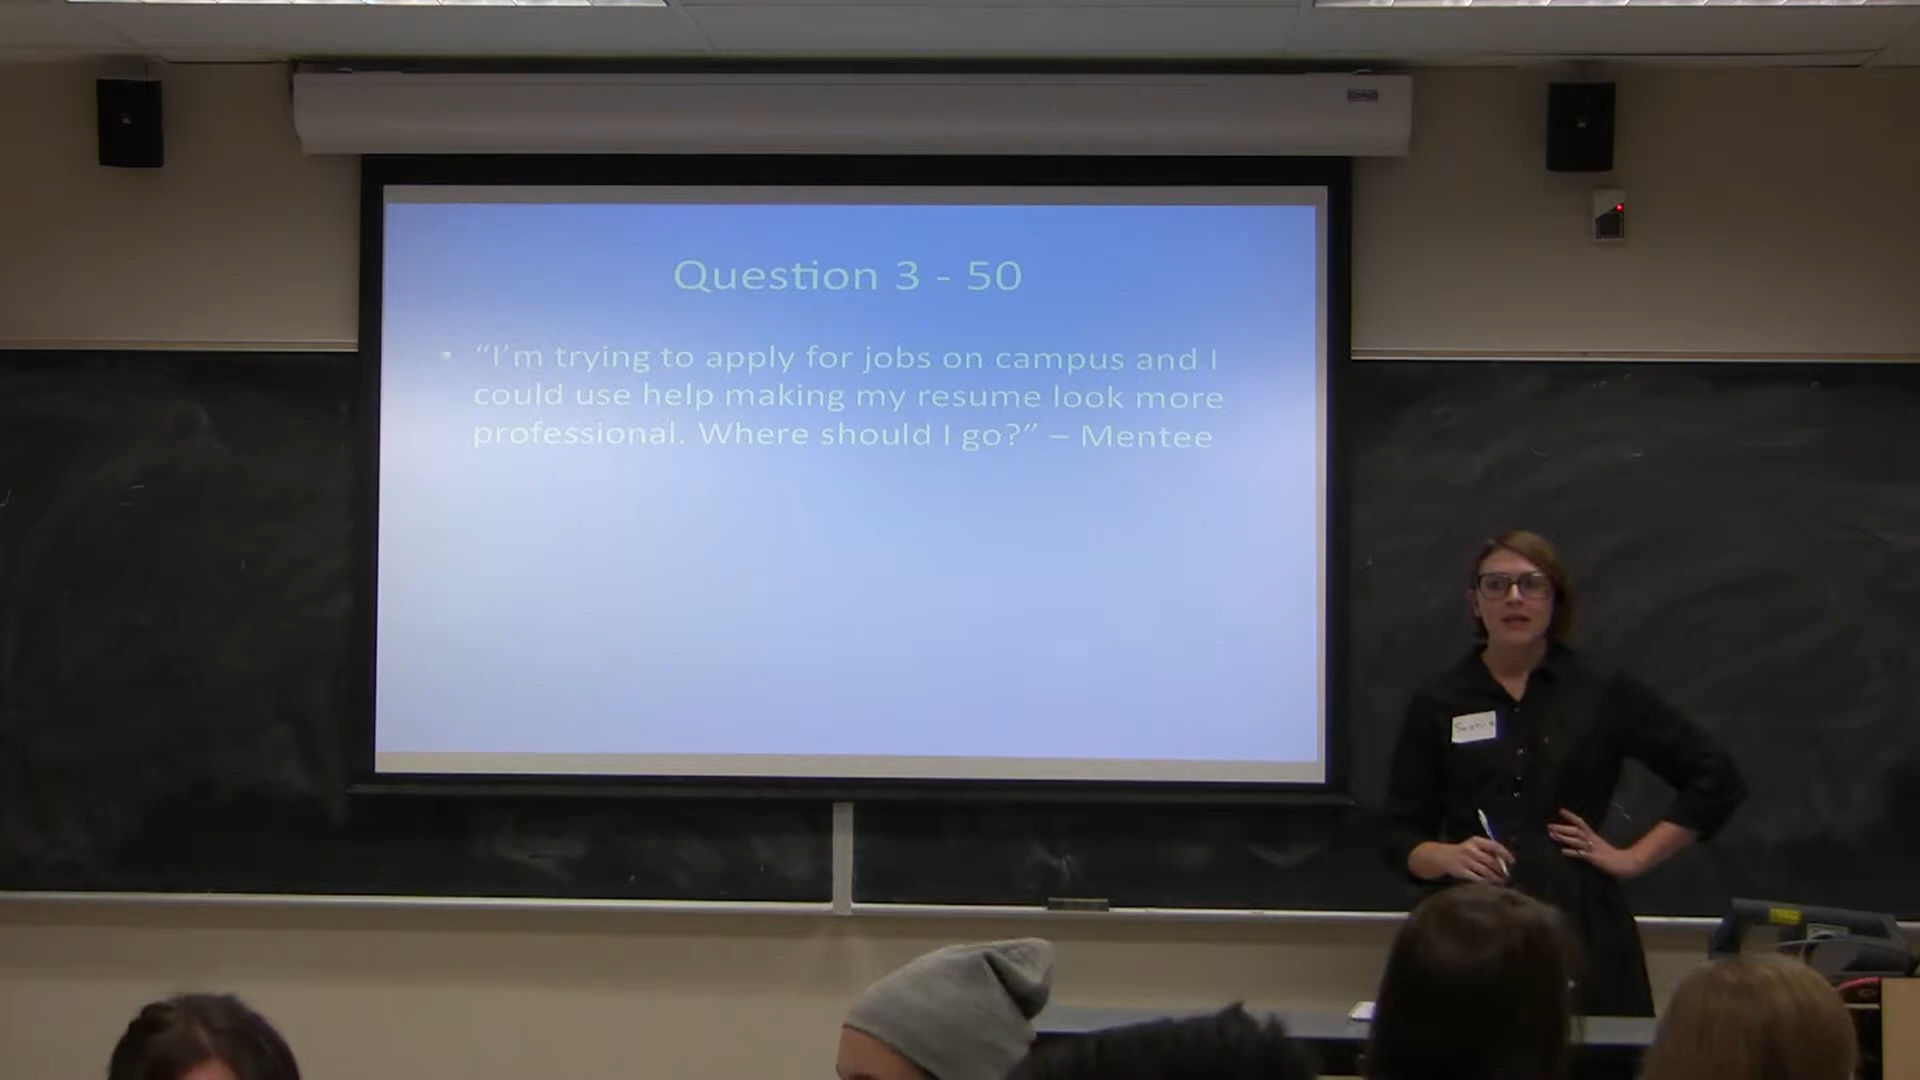 Question 3 - 50
• “I’m trying to apply for jobs on campus and I
could use help making my resume look more
professional. Where should I go?” – Mentee
Sophie